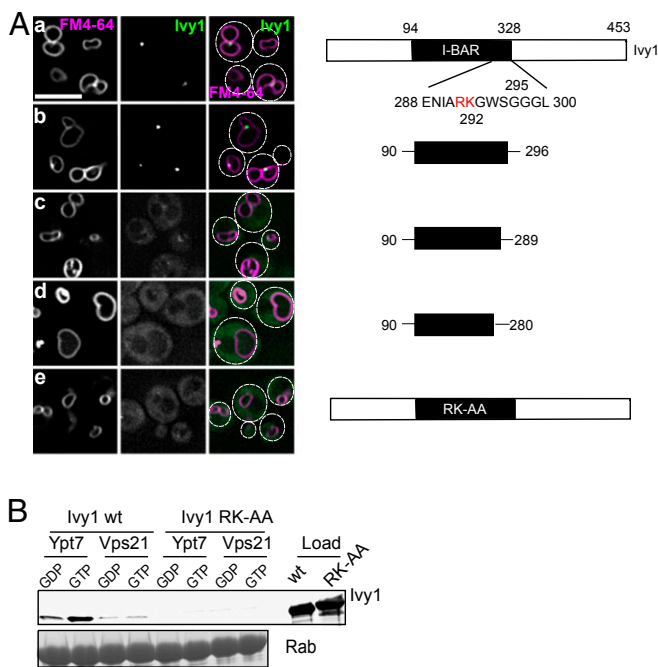 A
a
FM4-64
Ivy1
Ivy1
FM4-64
b
c
d
e
94
328
453
I-BAR
Ivy1
295
288 ENIARKGWSGGGL 300
292
90
296
90
289
90
280
RK-AA
B
Ivy1 wt
Ivy1 RK-AA
Ypt7
Vps21
Ypt7
Vps21
Load
GDP
GTP
GDP
GTP
GDP
GTP
GDP
GTP
wt
RK-AA
Ivy1
Rab